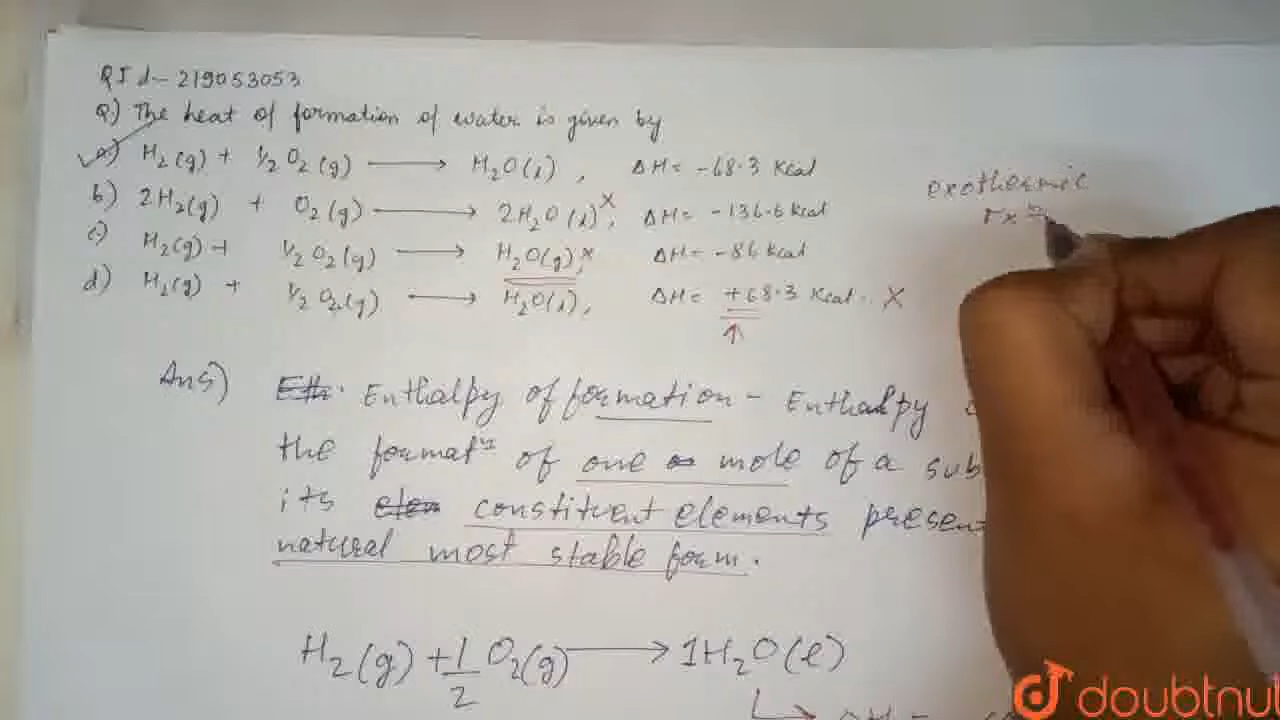 QId-219053053
Q) The heat of formation of water is given by
a) H₂(g) + 1/2 O₂(g) ⟶ H₂O(l), ΔH = -68.3 Kcal
b) 2H₂(g) + O₂(g) ⟶ 2H₂O(l)ˣ, ΔH = -136.6 Kcal
c) H₂(g) + 1/2 O₂(g) ⟶ H₂O(g),ˣ ΔH = -86 Kcal
d) H₂(g) + 1/2 O₂(g) ⟶ H₂O(l), ΔH = +68.3 Kcal. X
exothermic
rxⁿ
Ans) Enthalpy of formation - Enthalpy
the formatⁿ of one mole of a sub
its constituent elements present
natural most stable form.
H₂(g) + 1/2 O₂(g) ⟶ 1H₂O(l)
ΔH =
doubtnut